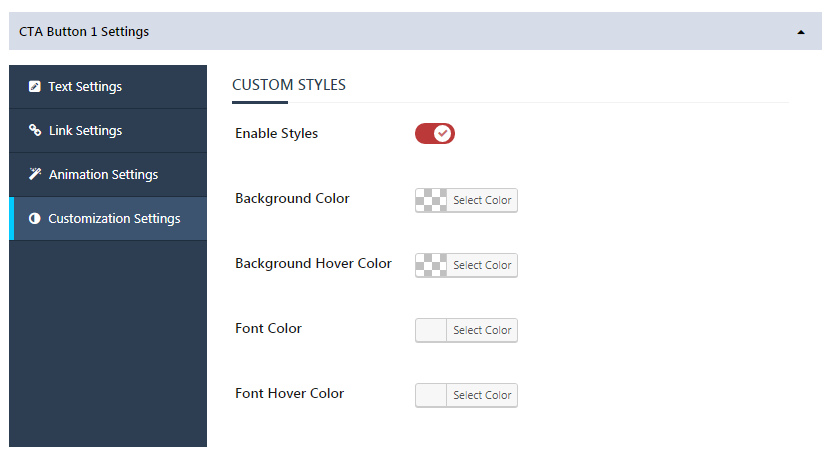 CTA Button 1 Settings
Text Settings
Link Settings
Animation Settings
Customization Settings
CUSTOM STYLES
Enable Styles
Background Color Select Color
Background Hover Color Select Color
Font Color Select Color
Font Hover Color Select Color